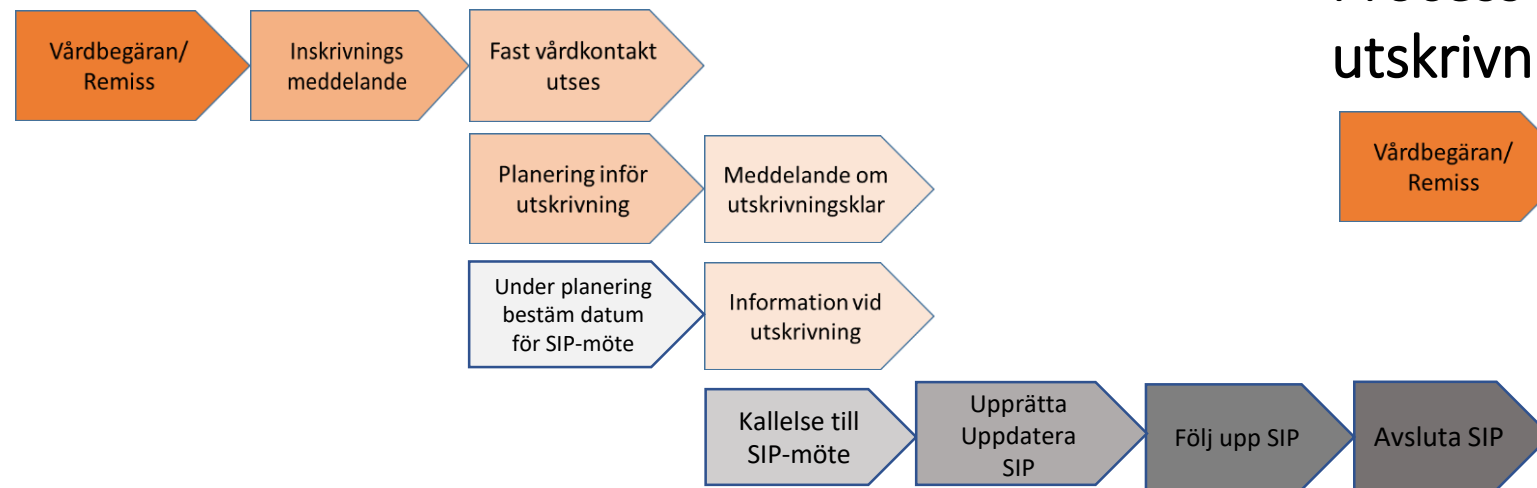 utskrivn
Vårdbegäran/
Remiss
Inskrivnings
meddelande
Fast vårdkontakt
utses
Vårdbegäran/
Remiss
Planering inför
utskrivning
Meddelande om
utskrivningsklar
Under planering
bestäm datum
för SIP-möte
Information vid
utskrivning
Kallelse till
SIP-möte
Upprätta
Uppdatera
SIP
Följ upp SIP
Avsluta SIP